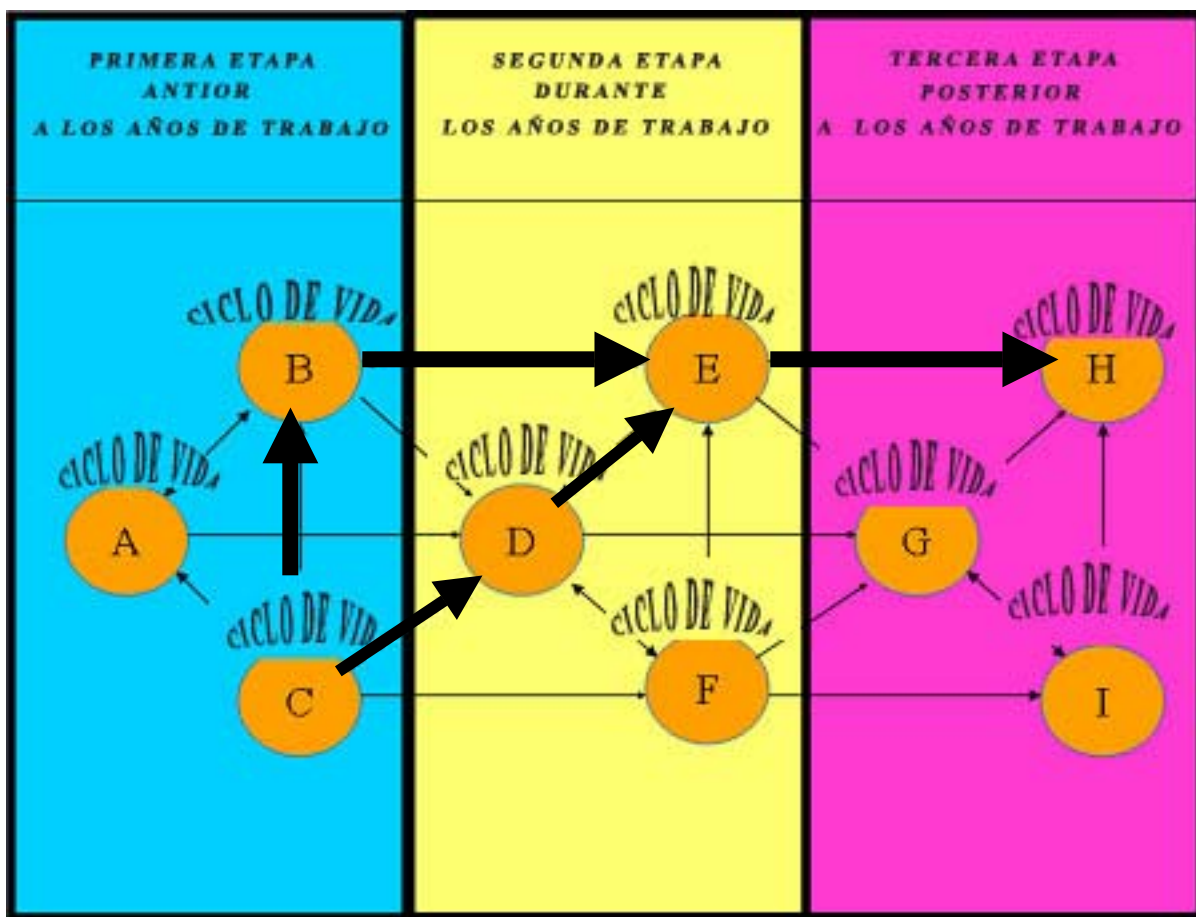 PRIMERA ETAPA
ANTIOR
A LOS AÑOS DE TRABAJO
SEGUNDA ETAPA
DURANTE
LOS AÑOS DE TRABAJO
TERCERA ETAPA
POSTERIOR
A LOS AÑOS DE TRABAJO
CICLO DE VIDA
B
CICLO DE VIDA
E
CICLO DE VIDA
H
CICLO DE VIDA
A
CICLO DE VIDA
D
CICLO DE VIDA
G
CICLO DE VID
C
CICLO DE VIDA
F
CICLO DE VIDA
I